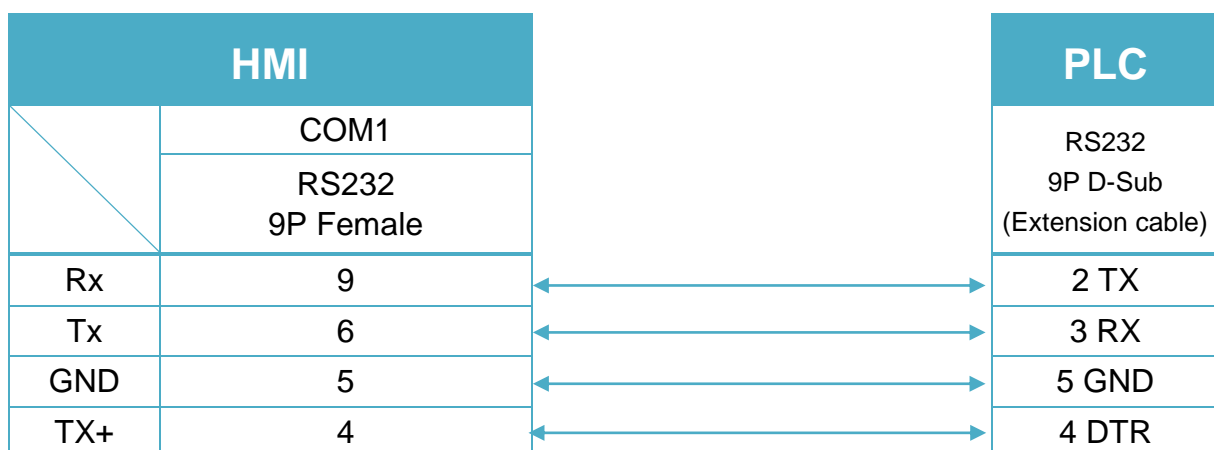 HMI PLC
COM1
RS232
9P Female
RS232
9P D-Sub
(Extension cable)
Rx 9 2 TX
Tx 6 3 RX
GND 5 5 GND
TX+ 4 4 DTR